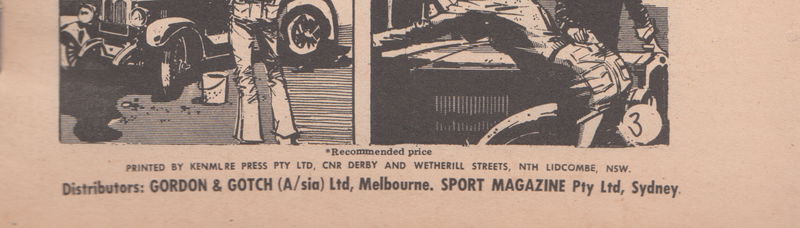 3
*Recommended price
PRINTED BY KENMLRE PRESS PTY LTD, CNR DERBY AND WETHERILL STREETS, NTH LIDCOMBE, NSW.
Distributors: GORDON & GOTCH (A/sia) Ltd, Melbourne. SPORT MAGAZINE Pty Ltd, Sydney.